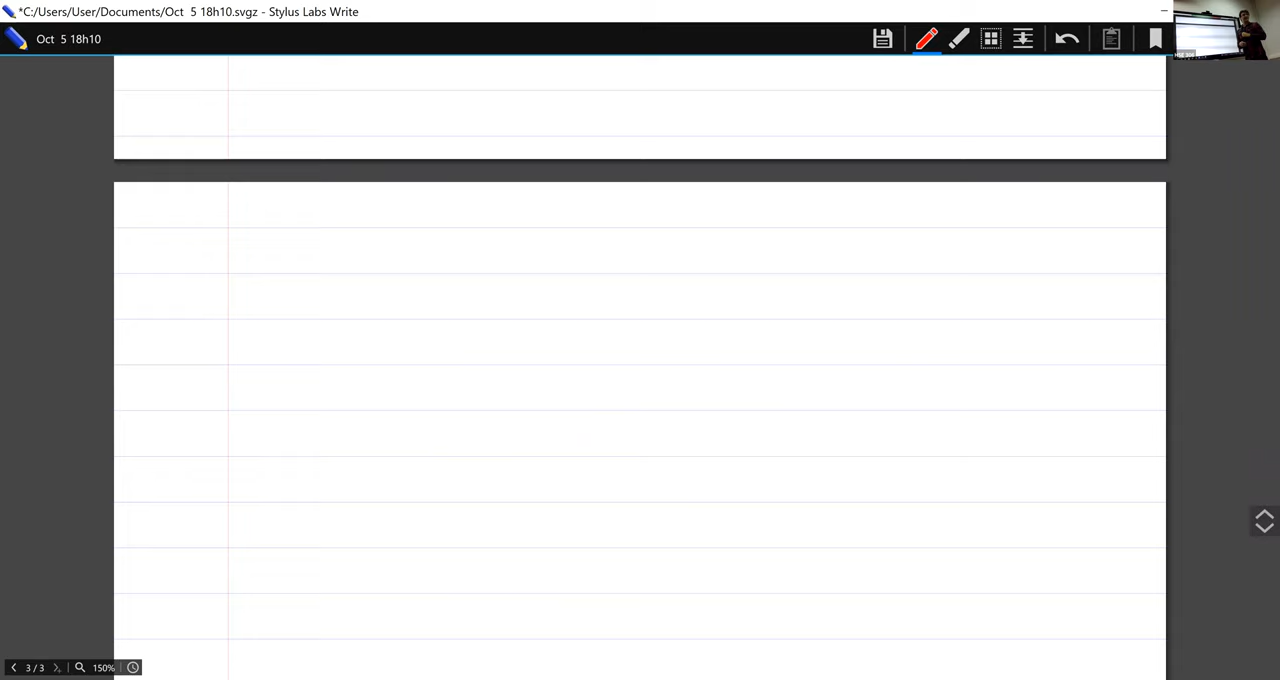 *C:/Users/User/Documents/Oct 5 18h10.svgz - Stylus Labs Write
Oct 5 18h10
3 / 3
150%